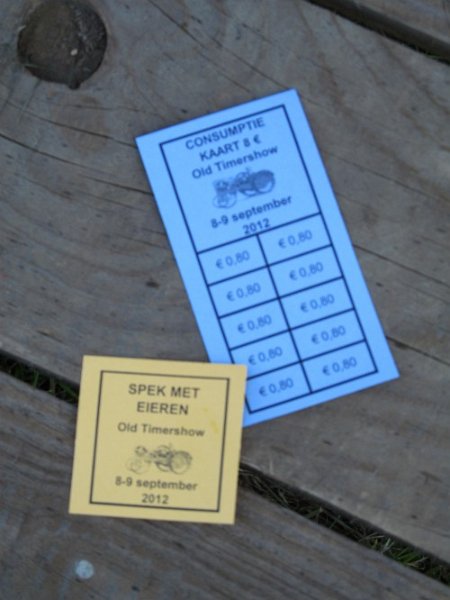 CONSUMPTIE
KAART 8 €
Old Timershow
8-9 september
2012
€ 0,80 € 0,80
€ 0,80 € 0,80
€ 0,80 € 0,80
€ 0,80 € 0,80
€ 0,80 € 0,80
SPEK MET
EIEREN
Old Timershow
8-9 september
2012